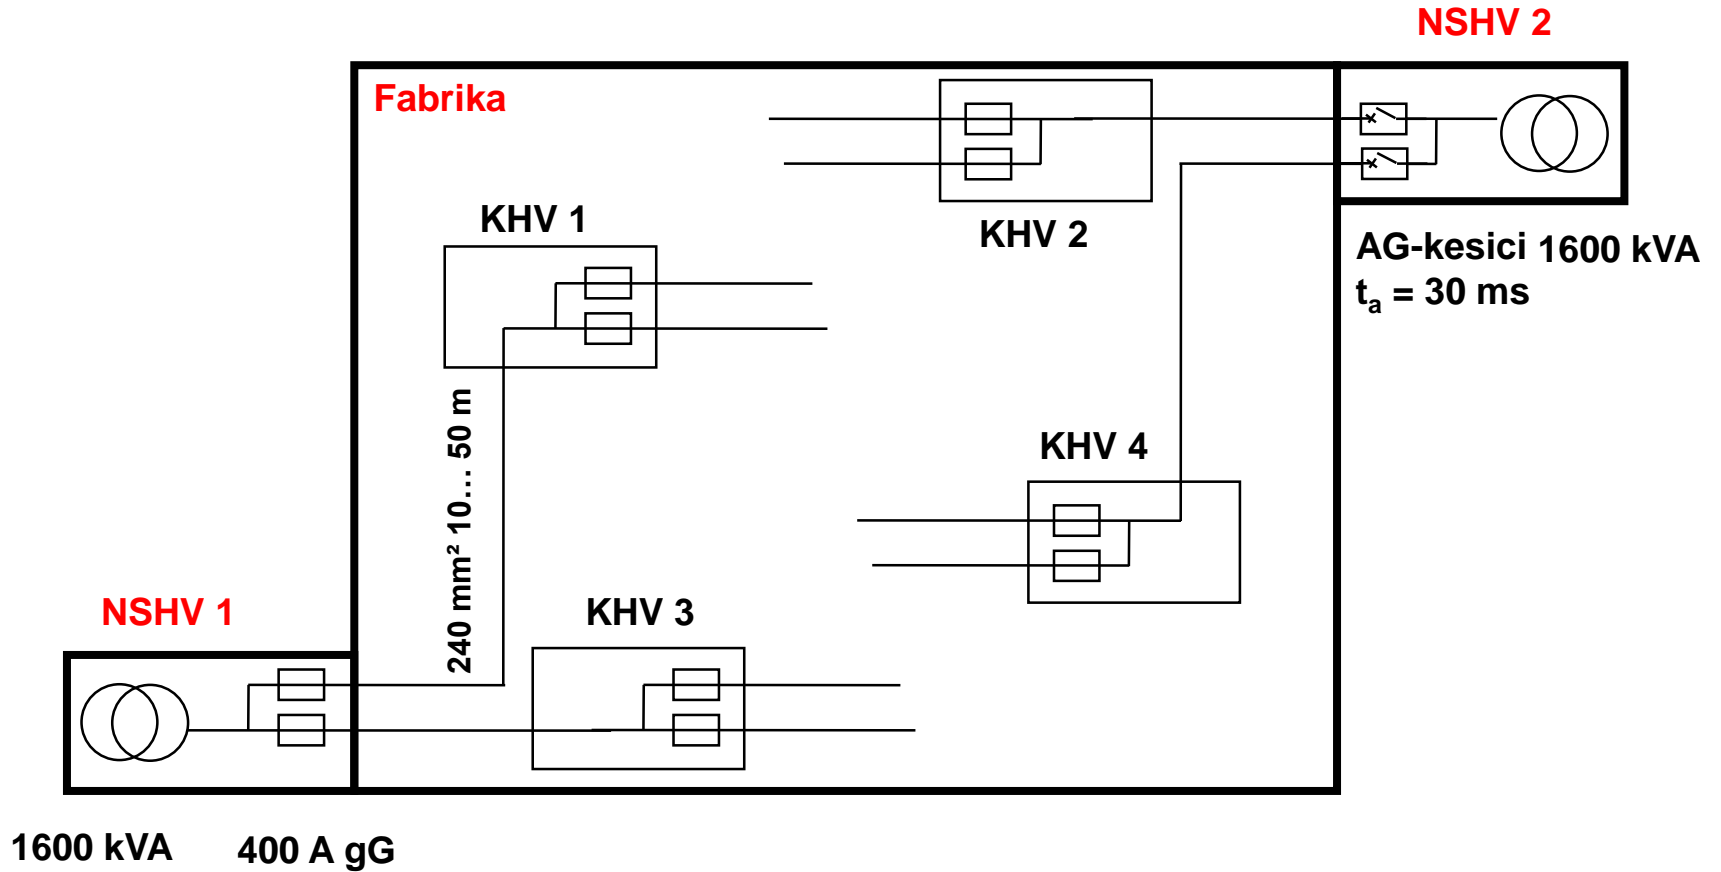 NSHV 2
Fabrika
KHV 1
KHV 2
AG-kesici 1600 kVA
tₐ = 30 ms
240 mm² 10... 50 m
KHV 4
NSHV 1
KHV 3
1600 kVA
400 A gG